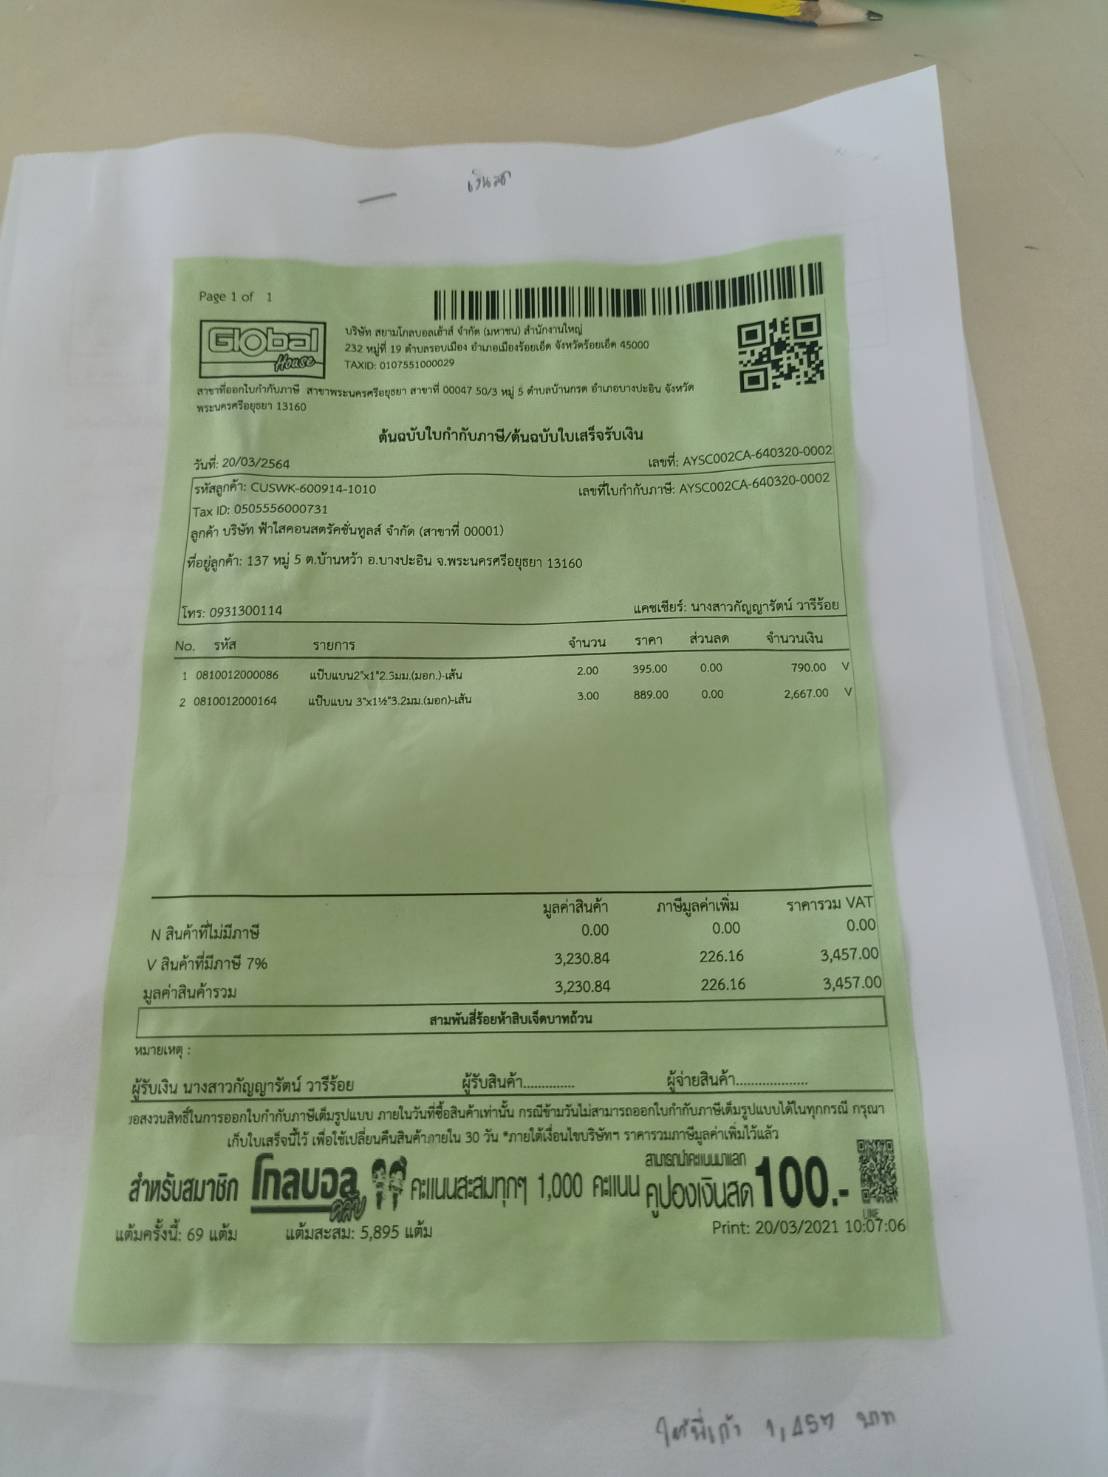 เงินสด
Page 1 of 1
Global House
บริษัท สยามโกลบอลเฮ้าส์ จำกัด (มหาชน) สำนักงานใหญ่
232 หมู่ที่ 19 ตำบลรอบเมือง อำเภอเมืองร้อยเอ็ด จังหวัดร้อยเอ็ด 45000
TAXID: 0107551000029
สาขาที่ออกใบกำกับภาษี สาขาพระนครศรีอยุธยา สาขาที่ 00047 50/3 หมู่ 5 ตำบลบ้านกรด อำเภอบางปะอิน จังหวัด
พระนครศรีอยุธยา 13160
ต้นฉบับใบกำกับภาษี/ต้นฉบับใบเสร็จรับเงิน
วันที่: 20/03/2564 เลขที่: AYSC002CA-640320-0002
รหัสลูกค้า: CUSWK-600914-1010 เลขที่ใบกำกับภาษี: AYSC002CA-640320-0002
Tax ID: 0505556000731
ลูกค้า บริษัท ฟ้าใสคอนสตรัคชั่นทูลส์ จำกัด (สาขาที่ 00001)
ที่อยู่ลูกค้า: 137 หมู่ 5 ต.บ้านหว้า อ.บางปะอิน จ.พระนครศรีอยุธยา 13160
โทร: 0931300114 แคชเชียร์: นางสาวกัญญารัตน์ วารีร้อย
No. รหัส รายการ จำนวน ราคา ส่วนลด จำนวนเงิน
1 0810012000086 แป๊บแบน2"x1"2.3มม.(มอก.)-เส้น 2.00 395.00 0.00 790.00 V
2 0810012000164 แป๊บแบน 3"x1½"3.2มม.(มอก)-เส้น 3.00 889.00 0.00 2,667.00 V
มูลค่าสินค้า ภาษีมูลค่าเพิ่ม ราคารวม VAT
N สินค้าที่ไม่มีภาษี 0.00 0.00 0.00
V สินค้าที่มีภาษี 7% 3,230.84 226.16 3,457.00
มูลค่าสินค้ารวม 3,230.84 226.16 3,457.00
สามพันสี่ร้อยห้าสิบเจ็ดบาทถ้วน
หมายเหตุ :
ผู้รับเงิน นางสาวกัญญารัตน์ วารีร้อย ผู้รับสินค้า.............. ผู้จ่ายสินค้า...................
ขอสงวนสิทธิ์ในการออกใบกำกับภาษีเต็มรูปแบบ ภายในวันที่ซื้อสินค้าเท่านั้น กรณีข้ามวันไม่สามารถออกใบกำกับภาษีเต็มรูปแบบได้ในทุกกรณี กรุณา
เก็บใบเสร็จนี้ไว้ เพื่อใช้เปลี่ยนคืนสินค้าภายใน 30 วัน *ภายใต้เงื่อนไขบริษัทฯ ราคารวมภาษีมูลค่าเพิ่มไว้แล้ว
สำหรับสมาชิก โกลบอลคลับ คะแนนสะสมทุกๆ 1,000 คะแนน สามารถนำคะแนนมาแลกคูปองเงินสด 100.-
LINE
แต้มครั้งนี้: 69 แต้ม แต้มสะสม: 5,895 แต้ม Print: 20/03/2021 10:07:06
1,457 บาท